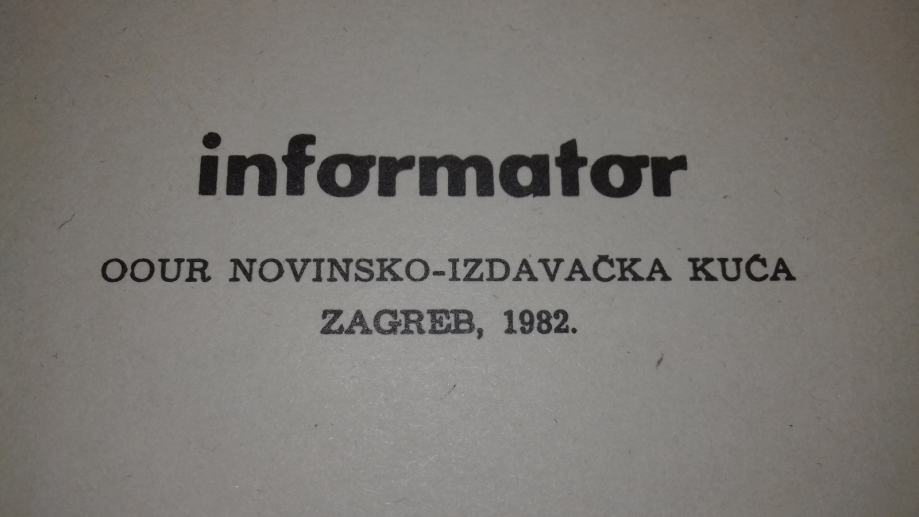 informator
OOUR NOVINSKO-IZDAVAČKA KUĆA
ZAGREB, 1982.